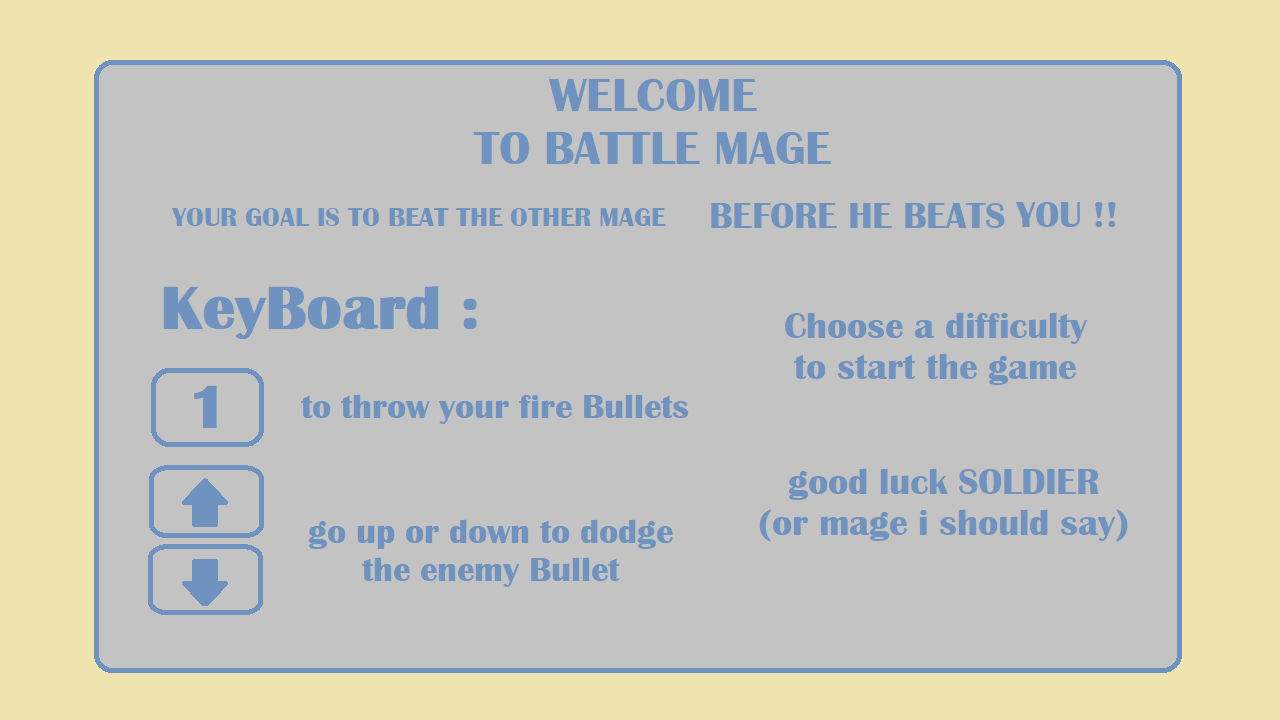 WELCOME
TO BATTLE MAGE
YOUR GOAL IS TO BEAT THE OTHER MAGE BEFORE HE BEATS YOU !!
KeyBoard :
1 to throw your fire Bullets
go up or down to dodge
the enemy Bullet
Choose a difficulty
to start the game
good luck SOLDIER
(or mage i should say)